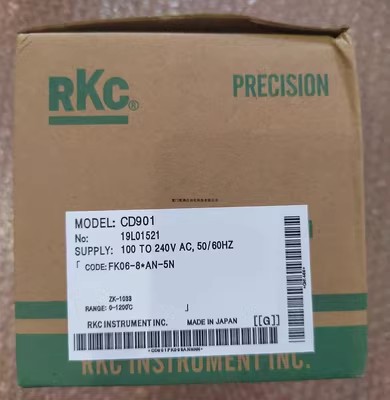 RKC®
PRECISION
MODEL: CD901
No: 19L01521
SUPPLY: 100 TO 240V AC, 50/60HZ
「 CODE: FK06-8*AN-5N
ZK-1033
RANGE: 0-1200℃ 」
RKC INSTRUMENT INC. MADE IN JAPAN [[G]]
RKC INSTRUMENT INC.